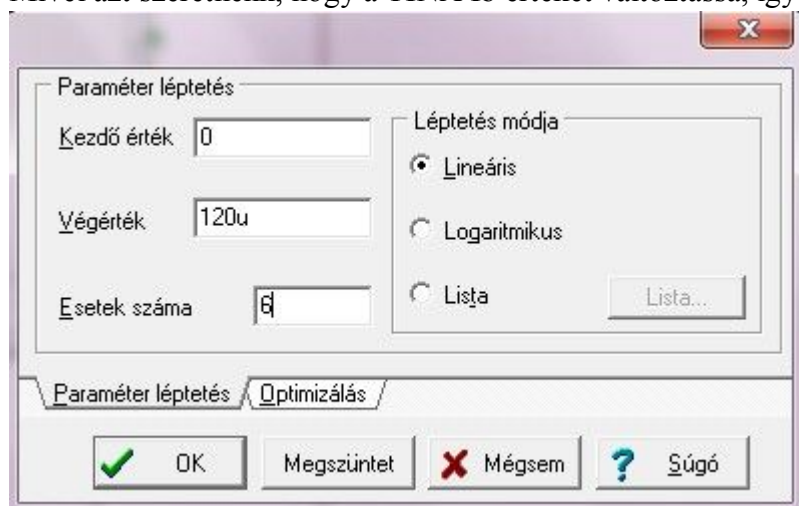 Paraméter léptetés
Kezdő érték 0
Végérték 120u
Esetek száma 6
Léptetés módja
Lineáris
Logaritmikus
Lista
Lista...
Paraméter léptetés
Optimizálás
OK
Megszüntet
Mégsem
Súgó